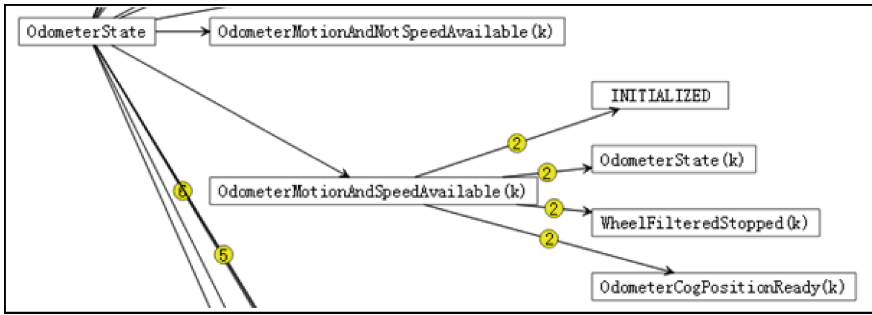 OdometerState
OdometerMotionAndNotSpeedAvailable(k)
INITIALIZED
2
OdometerState(k)
2
6
OdometerMotionAndSpeedAvailable(k)
2
WheelFilteredStopped(k)
2
5
OdometerCogPositionReady(k)